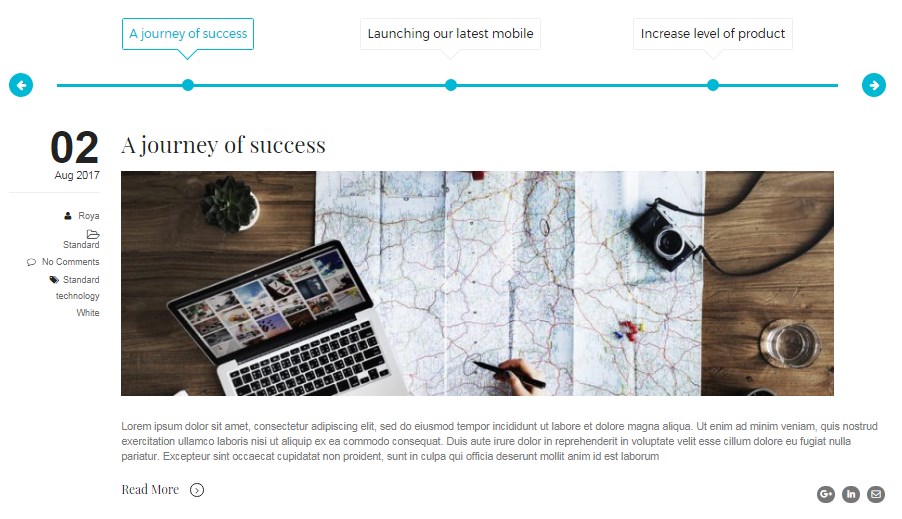 A journey of success
Launching our latest mobile
Increase level of product
02
Aug 2017
Roya
Standard
No Comments
Standard
technology
White
A journey of success
Lorem ipsum dolor sit amet, consectetur adipiscing elit, sed do eiusmod tempor incididunt ut labore et dolore magna aliqua. Ut enim ad minim veniam, quis nostrud
exercitation ullamco laboris nisi ut aliquip ex ea commodo consequat. Duis aute irure dolor in reprehenderit in voluptate velit esse cillum dolore eu fugiat nulla
pariatur. Excepteur sint occaecat cupidatat non proident, sunt in culpa qui officia deserunt mollit anim id est laborum
Read More